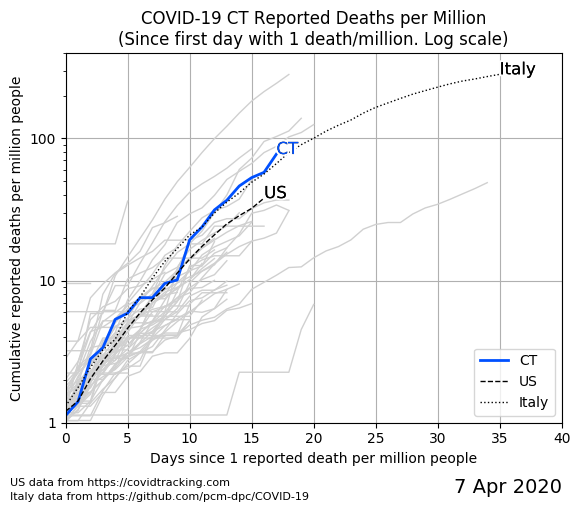 COVID-19 CT Reported Deaths per Million
(Since first day with 1 death/million. Log scale)
Cumulative reported deaths per million people
100
10
1
Italy
CT
US
CT
US
Italy
0 5 10 15 20 25 30 35 40
Days since 1 reported death per million people
US data from https://covidtracking.com
Italy data from https://github.com/pcm-dpc/COVID-19
7 Apr 2020